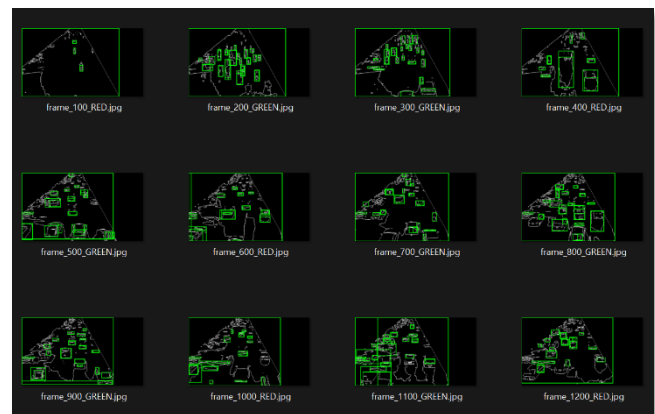 frame_100_RED.jpg
frame_200_GREEN.jpg
frame_300_GREEN.jpg
frame_400_RED.jpg
frame_500_GREEN.jpg
frame_600_RED.jpg
frame_700_GREEN.jpg
frame_800_GREEN.jpg
frame_900_GREEN.jpg
frame_1000_RED.jpg
frame_1100_GREEN.jpg
frame_1200_RED.jpg